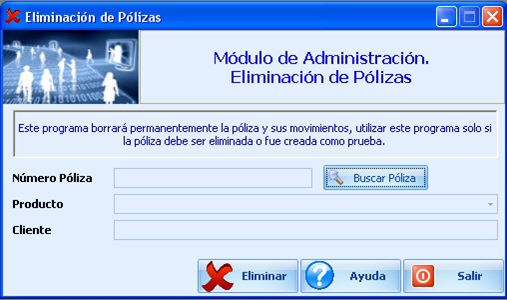 Eliminación de Pólizas
Módulo de Administración.
Eliminación de Pólizas
Este programa borrará permanentemente la póliza y sus movimientos, utilizar este programa solo si
la póliza debe ser eliminada o fue creada como prueba.
Número Póliza
Buscar Póliza
Producto
Cliente
Eliminar
Ayuda
Salir